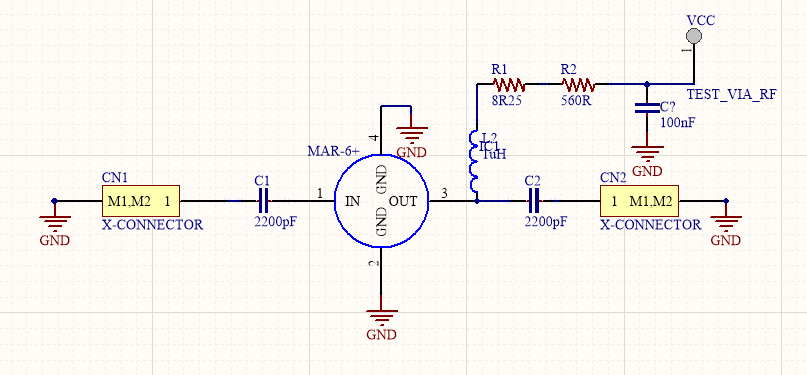 VCC
1
R1
R2
8R25
560R
TEST_VIA_RF
C?
100nF
GND
4
GND
MAR-6+
L2
IC1
1uH
CN1
M1,M2 1
X-CONNECTOR
GND
C1
2200pF
1
IN
GND
GND
OUT
3
2
GND
C2
2200pF
CN2
1 M1,M2
X-CONNECTOR
GND